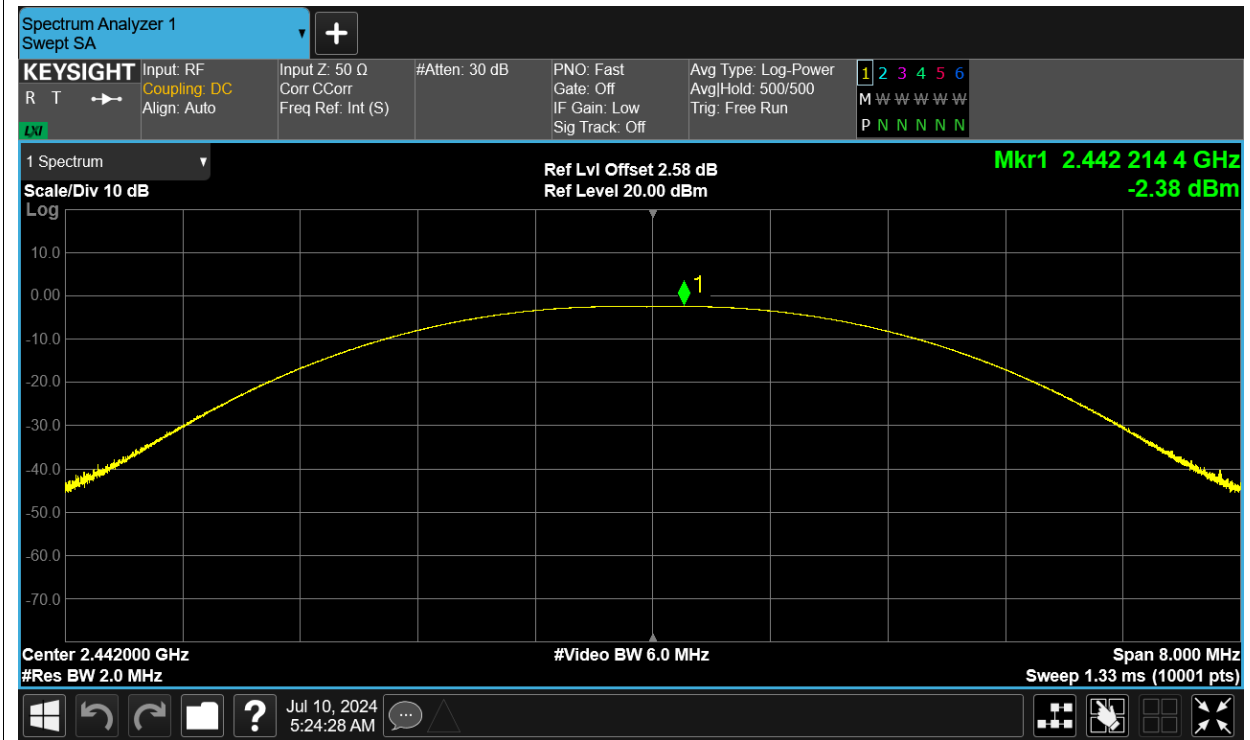 Spectrum Analyzer 1
Swept SA
+
KEYSIGHT
R T
LXI
Input: RF
Coupling: DC
Align: Auto
Input Z: 50 Ω
Corr CCorr
Freq Ref: Int (S)
#Atten: 30 dB
PNO: Fast
Gate: Off
IF Gain: Low
Sig Track: Off
Avg Type: Log-Power
Avg|Hold: 500/500
Trig: Free Run
1 2 3 4 5 6
M W W W W W
P N N N N N
1 Spectrum
Scale/Div 10 dB
Log
Ref Lvl Offset 2.58 dB
Ref Level 20.00 dBm
Mkr1 2.442 214 4 GHz
-2.38 dBm
10.0
0.00
-10.0
-20.0
-30.0
-40.0
-50.0
-60.0
-70.0
1
Center 2.442000 GHz
#Res BW 2.0 MHz
#Video BW 6.0 MHz
Span 8.000 MHz
Sweep 1.33 ms (10001 pts)
?
Jul 10, 2024
5:24:28 AM